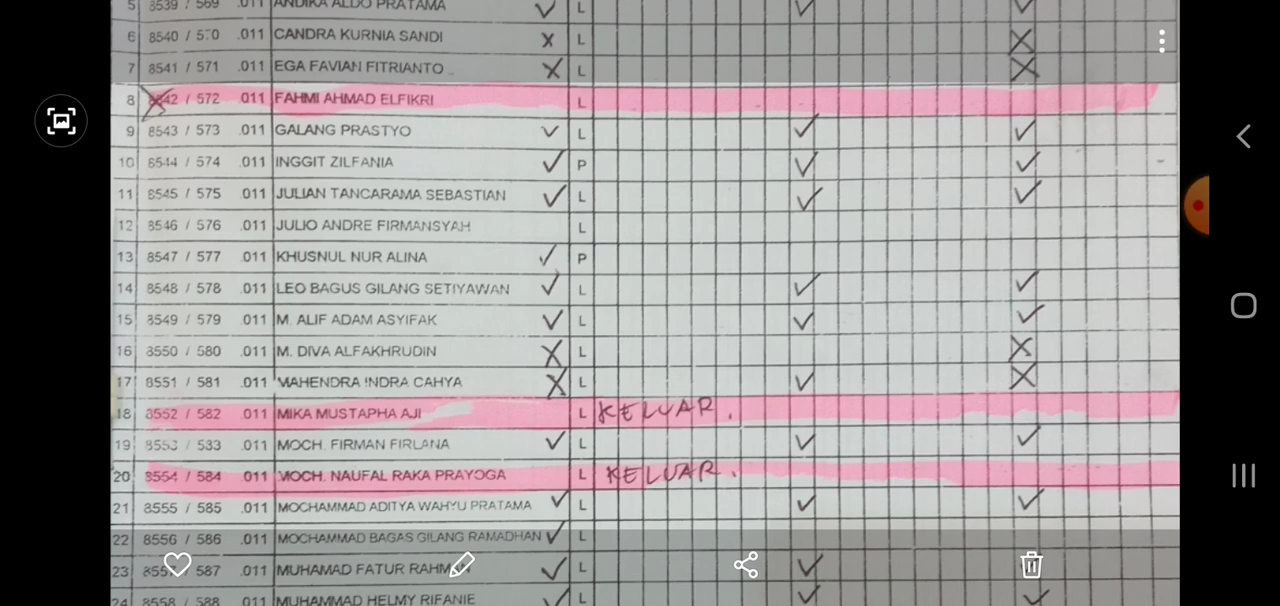 5 8539 / 569 .011 ANDIKA ALDO PRATAMA L
6 8540 / 570 .011 CANDRA KURNIA SANDI L
7 8541 / 571 .011 EGA FAVIAN FITRIANTO L
8 8542 / 572 .011 FAHMI AHMAD ELFIKRI L
9 8543 / 573 .011 GALANG PRASTYO L
10 8544 / 574 .011 INGGIT ZILFANIA P
11 8545 / 575 .011 JULIAN TANCARAMA SEBASTIAN L
12 8546 / 576 .011 JULIO ANDRE FIRMANSYAH L
13 8547 / 577 .011 KHUSNUL NUR ALINA P
14 8548 / 578 .011 LEO BAGUS GILANG SETIYAWAN L
15 8549 / 579 .011 M. ALIF ADAM ASYIFAK L
16 8550 / 580 .011 M. DIVA ALFAKHRUDIN L
17 8551 / 581 .011 MAHENDRA INDRA CAHYA L
18 8552 / 582 .011 MIKA MUSTAPHA AJI L KELUAR.
19 8553 / 583 .011 MOCH. FIRMAN FIRLANA L
20 8554 / 584 .011 MOCH. NAUFAL RAKA PRAYOGA L KELUAR.
21 8555 / 585 .011 MOCHAMMAD ADITYA WAHYU PRATAMA L
22 8556 / 586 .011 MOCHAMMAD BAGAS GILANG RAMADHAN L
23 8557 / 587 .011 MUHAMAD FATUR L
24 8558 / 588 .011 MUHAMMAD HELMY RIFANIE L